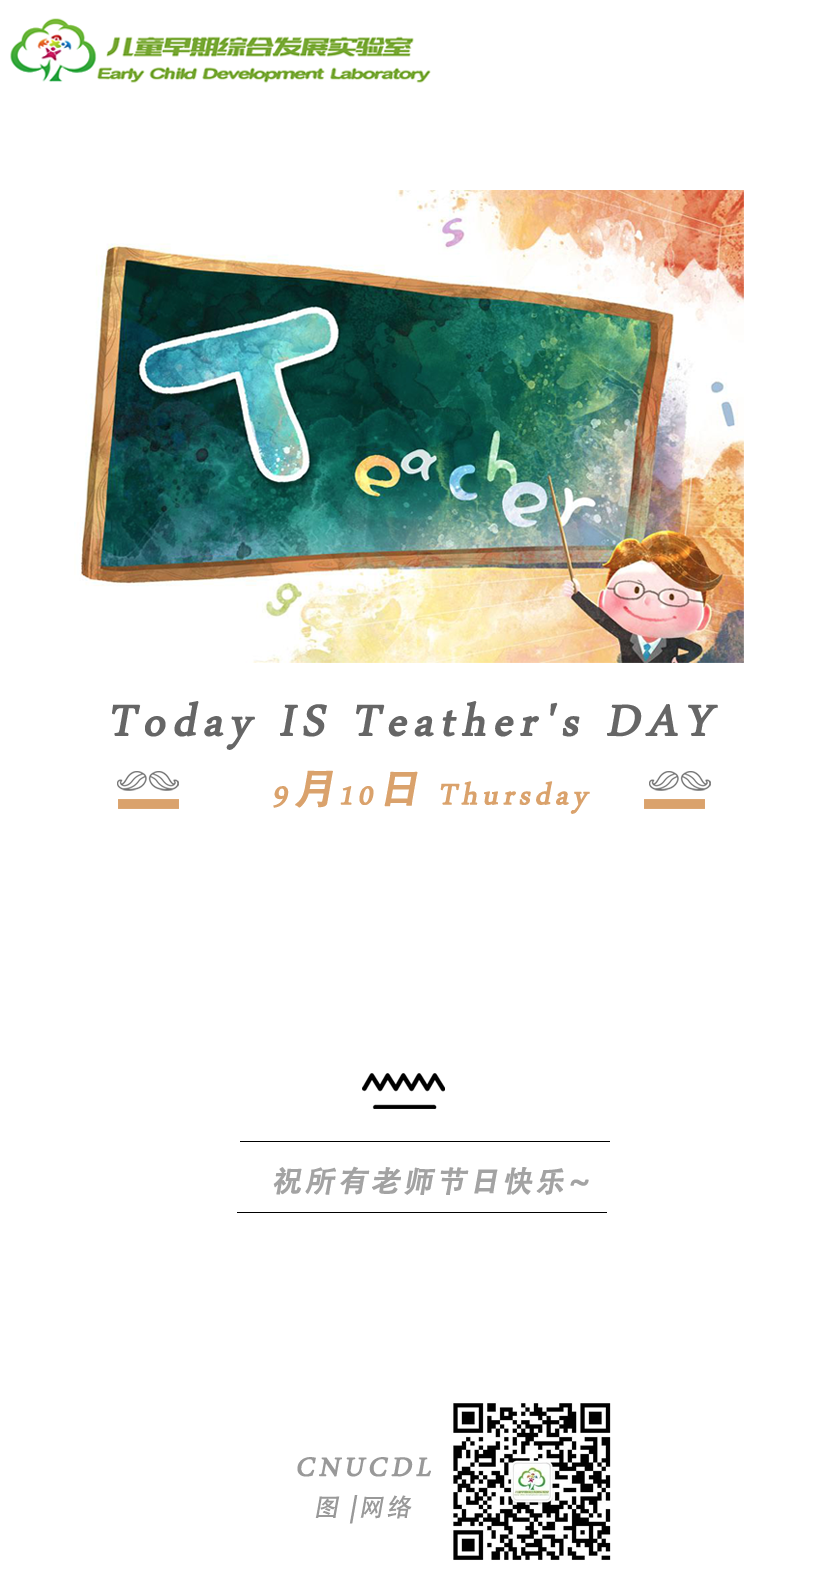 儿童早期综合发展实验室
Early Child Development Laboratory
s
Teacher
i
g
Today IS Teather's DAY
9月10日 Thursday
祝所有老师节日快乐~
CNUCDL
图 |网络